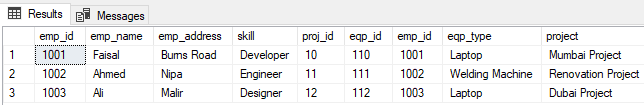 Results Messages
emp_id emp_name emp_address skill proj_id eqp_id emp_id eqp_type project
1 1001 Faisal Burns Road Developer 10 110 1001 Laptop Mumbai Project
2 1002 Ahmed Nipa Engineer 11 111 1002 Welding Machine Renovation Project
3 1003 Ali Malir Designer 12 112 1003 Laptop Dubai Project